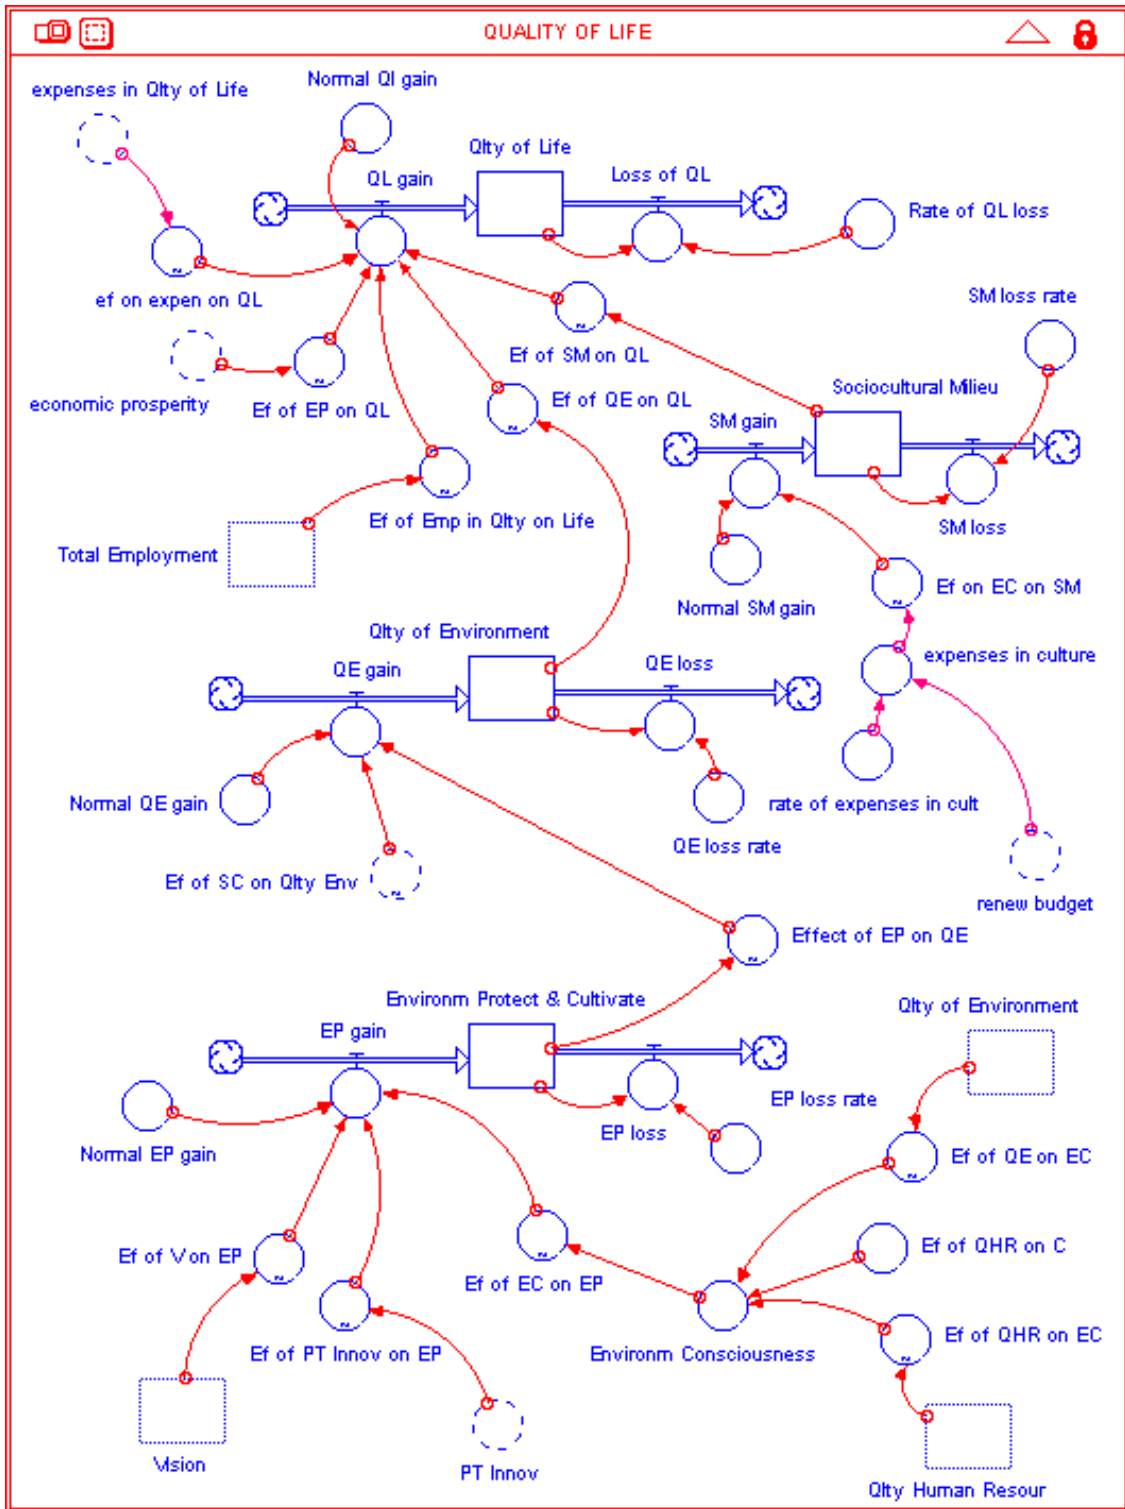 QUALITY OF LIFE
expenses in Qlty of Life
Normal Ql gain
Qlty of Life
QL gain
Loss of QL
Rate of QL loss
ef on expen on QL
SM loss rate
Ef of SM on QL
economic prosperity
Ef of EP on QL
Ef of QE on QL
Sociocultural Milieu
SM gain
Ef of Emp in Qlty on Life
SM loss
Total Employment
Normal SM gain
Ef on EC on SM
Qlty of Environment
QE gain
QE loss
expenses in culture
Normal QE gain
rate of expenses in cult
QE loss rate
Ef of SC on Qlty Env
renew budget
Effect of EP on QE
Environm Protect & Cultivate
Qlty of Environment
EP gain
EP loss rate
EP loss
Normal EP gain
Ef of QE on EC
Ef of V on EP
Ef of EC on EP
Ef of QHR on C
Ef of PT Innov on EP
Environm Consciousness
Ef of QHR on EC
Vision
PT Innov
Qlty Human Resour